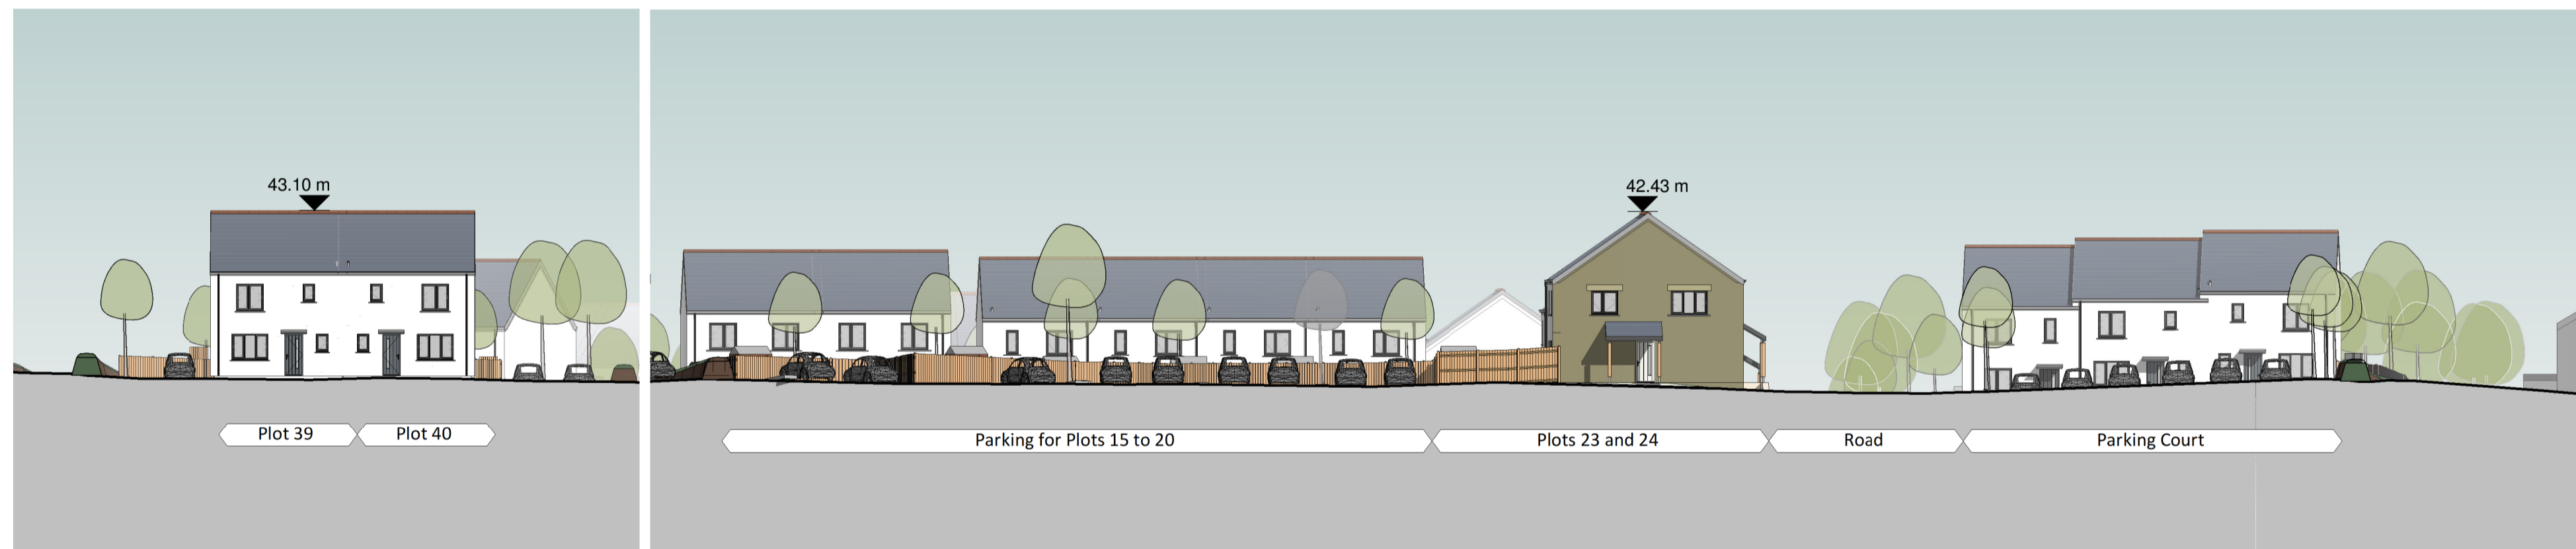 43.10 m
Plot 39
Plot 40
42.43 m
Parking for Plots 15 to 20
Plots 23 and 24
Road
Parking Court